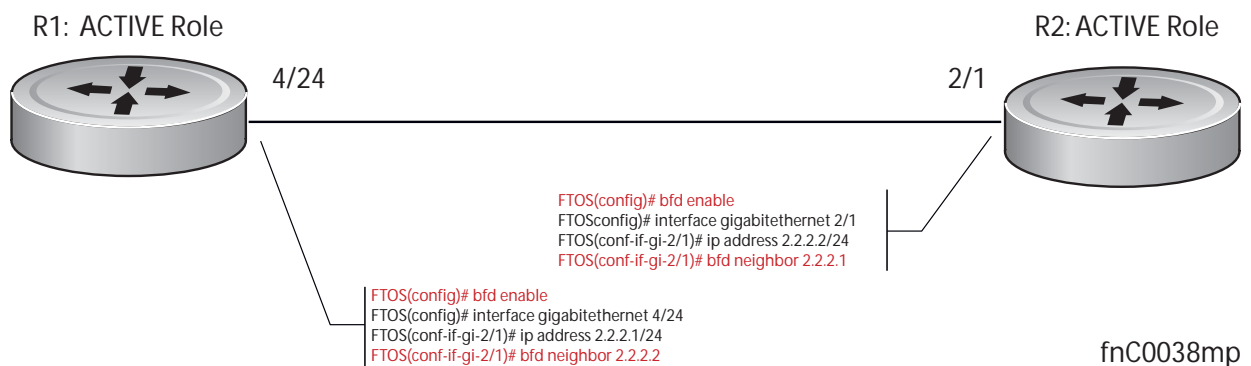 R1: ACTIVE Role
R2: ACTIVE Role
4/24
2/1
FTOS(config)# bfd enable
FTOSconfig)# interface gigabitethernet 2/1
FTOS(conf-if-gi-2/1)# ip address 2.2.2.2/24
FTOS(conf-if-gi-2/1)# bfd neighbor 2.2.2.1
FTOS(config)# bfd enable
FTOS(config)# interface gigabitethernet 4/24
FTOS(conf-if-gi-2/1)# ip address 2.2.2.1/24
FTOS(conf-if-gi-2/1)# bfd neighbor 2.2.2.2
fnC0038mp